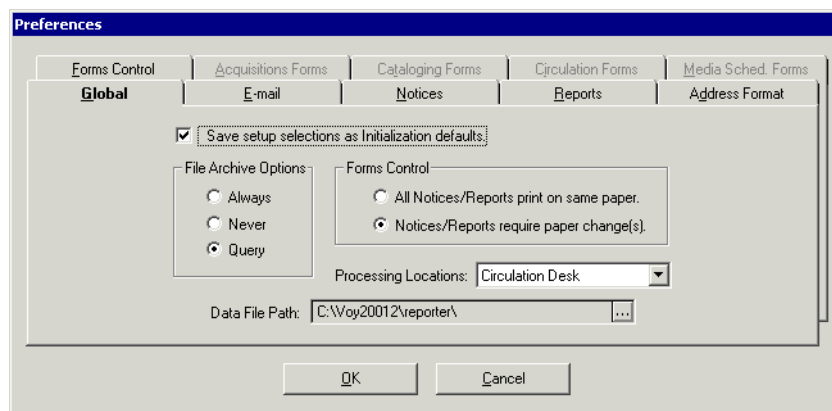 Preferences
Forms Control Acquisitions Forms Cataloging Forms Circulation Forms Media Sched. Forms
Global E-mail Notices Reports Address Format
Save setup selections as Initialization defaults.
File Archive Options Forms Control
Always All Notices/Reports print on same paper.
Never Notices/Reports require paper change(s).
Query
Processing Locations: Circulation Desk
Data File Path: C:\Voy20012\reporter\ ...
OK Cancel